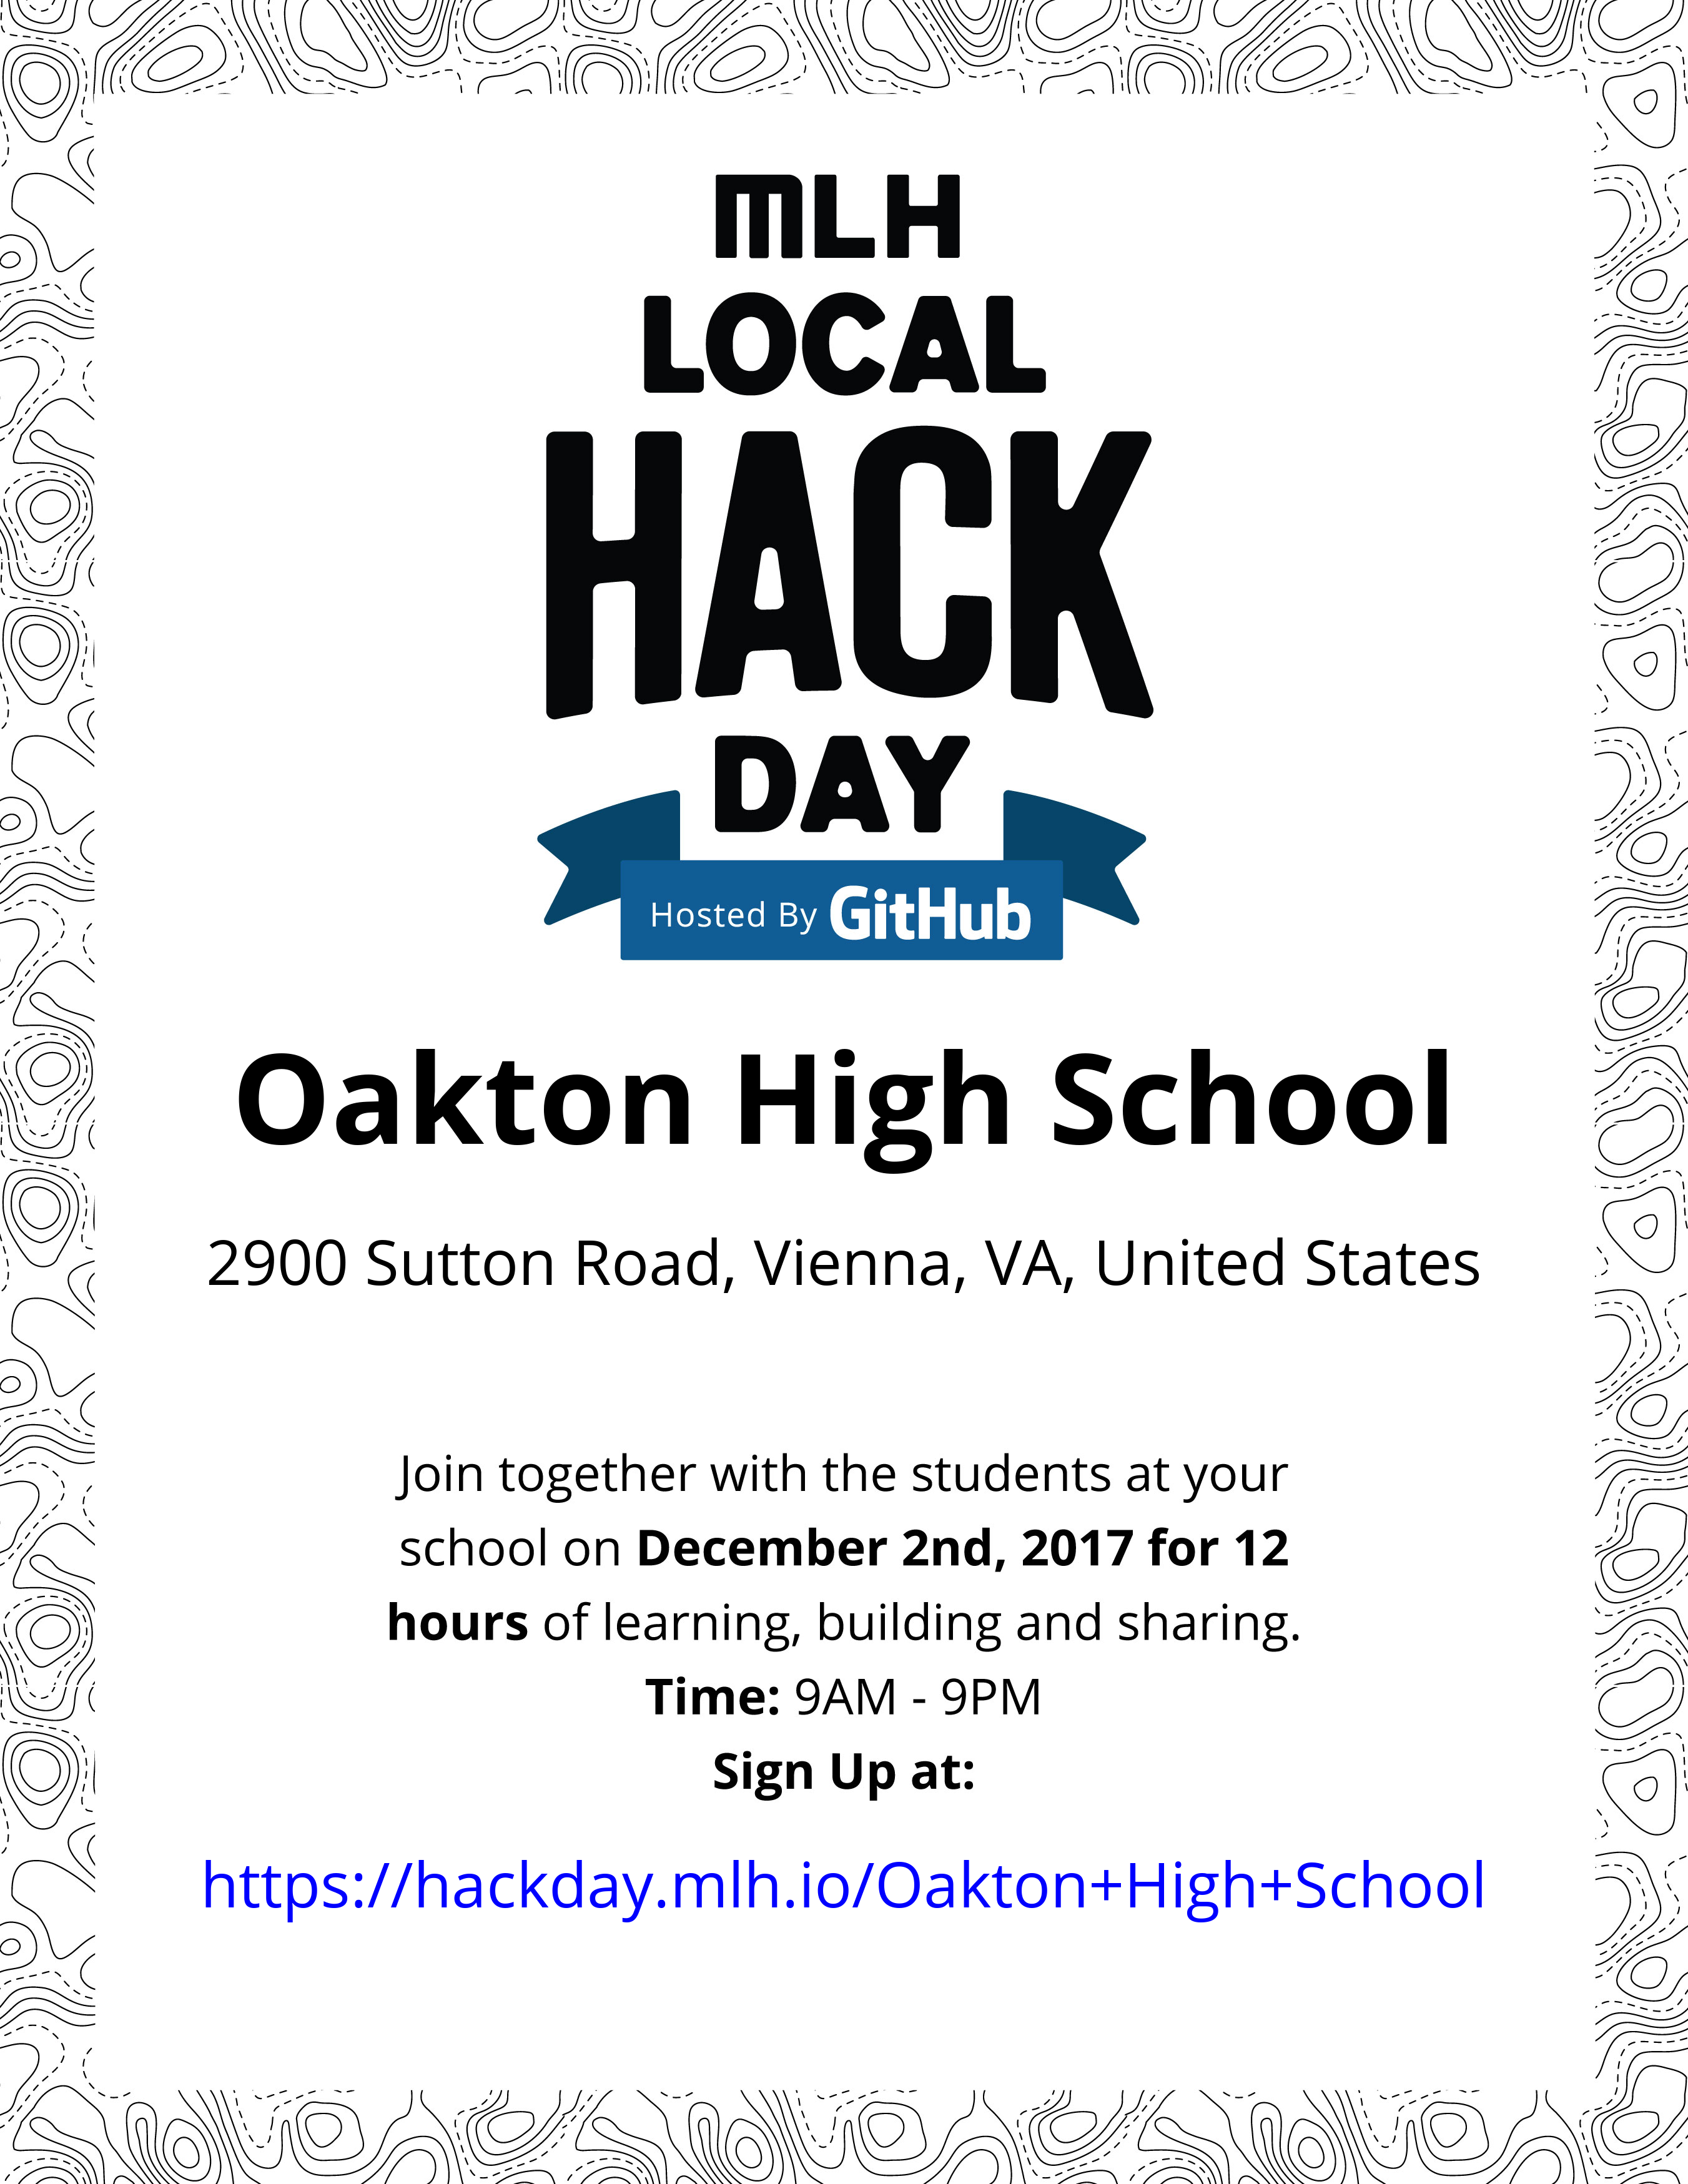 MLH
LOCAL
HACK
DAY
Hosted By GitHub
Oakton High School
2900 Sutton Road, Vienna, VA, United States
Join together with the students at your
school on December 2nd, 2017 for 12
hours of learning, building and sharing.
Time: 9AM - 9PM
Sign Up at:
https://hackday.mlh.io/Oakton+High+School